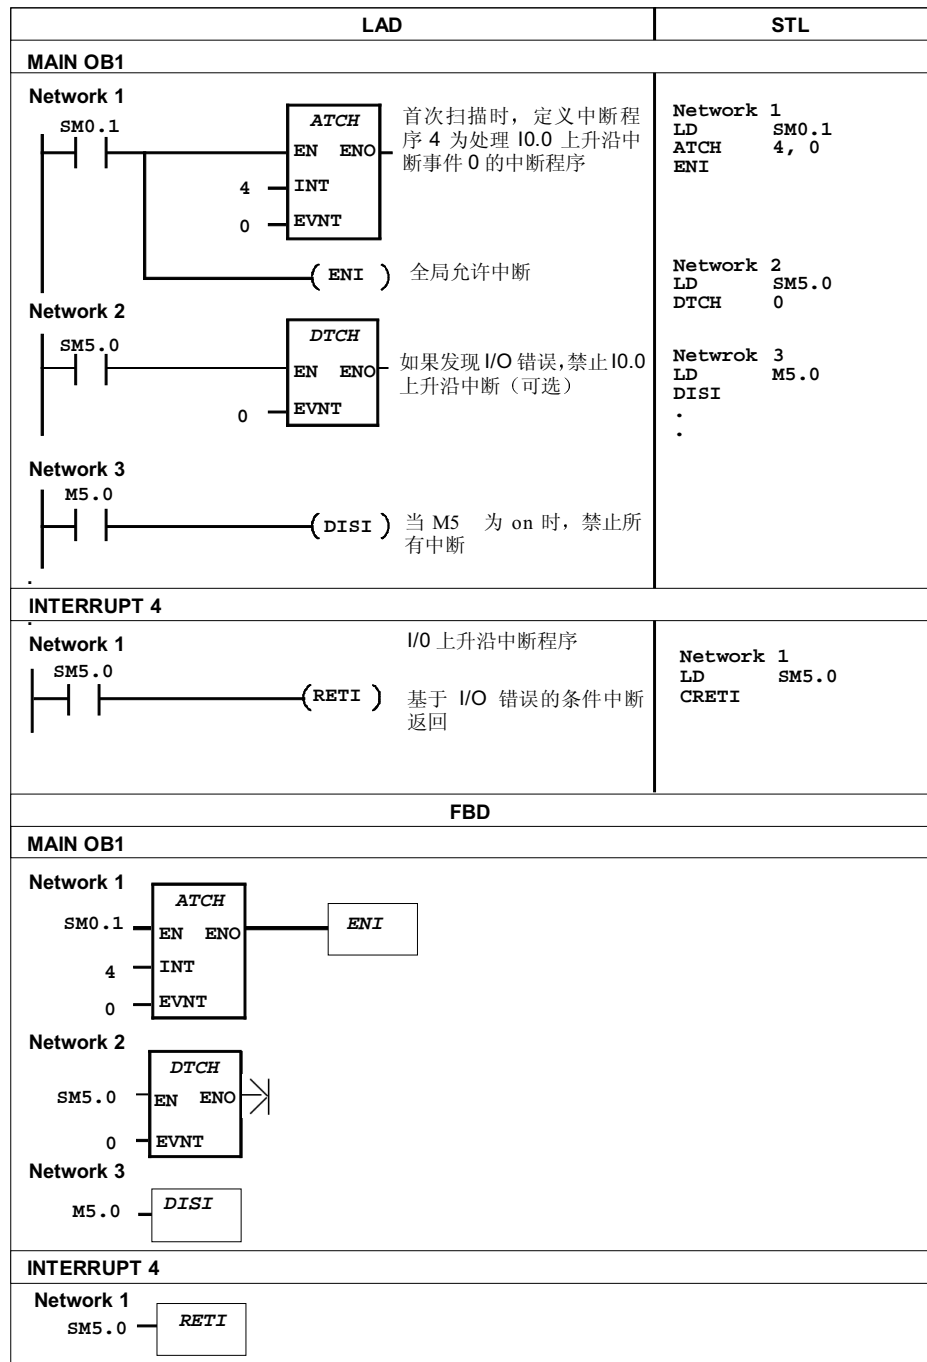 LAD STL
MAIN OB1
Network 1
SM0.1
ATCH
EN ENO
4 INT
0 EVNT
首次扫描时，定义中断程
序 4 为处理 I0.0 上升沿中
断事件 0 的中断程序
( ENI ) 全局允许中断
Network 2
SM5.0
DTCH
EN ENO
0 EVNT
如果发现 I/O 错误，禁止 I0.0
上升沿中断（可选）
Network 3
M5.0
( DISI ) 当 M5 为 on 时，禁止所
有中断
.
Network 1
LD SM0.1
ATCH 4, 0
ENI
Network 2
LD SM5.0
DTCH 0
Netwrok 3
LD M5.0
DISI
.
.
INTERRUPT 4
.
Network 1
SM5.0
( RETI )
I/0 上升沿中断程序
基于 I/O 错误的条件中断
返回
Network 1
LD SM5.0
CRETI
FBD
MAIN OB1
Network 1
ATCH
SM0.1 EN ENO ENI
4 INT
0 EVNT
Network 2
DTCH
SM5.0 EN ENO
0 EVNT
Network 3
M5.0 DISI
INTERRUPT 4
Network 1
SM5.0 RETI